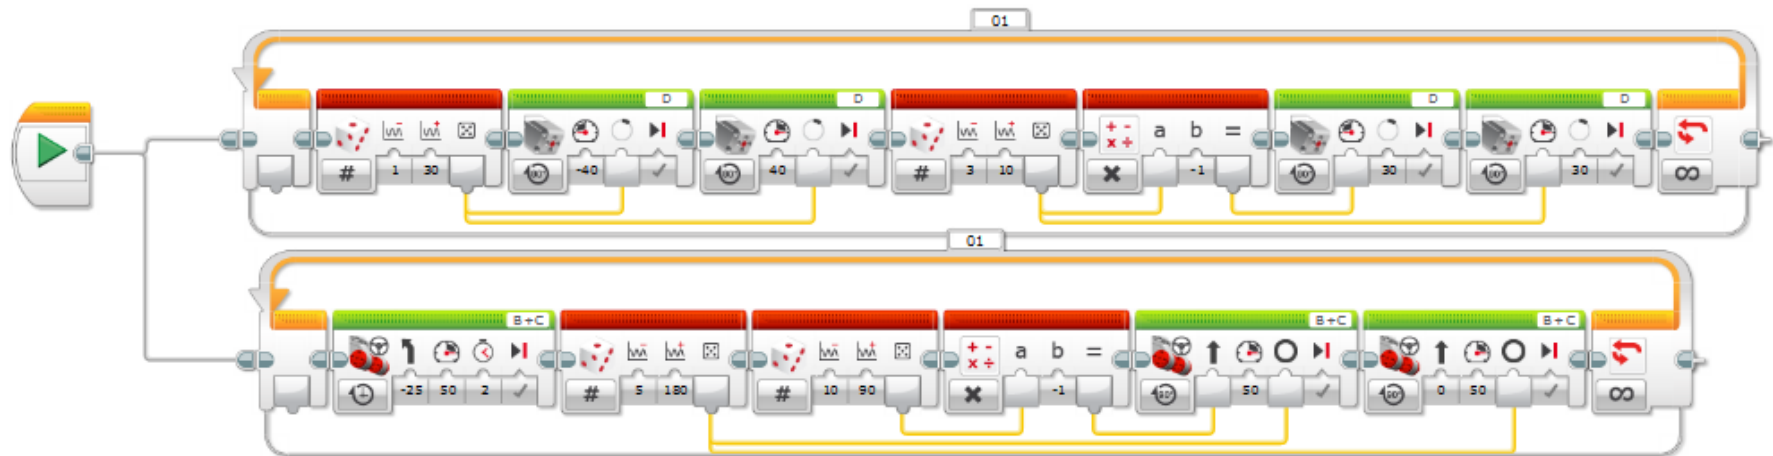 01
D D D D
a b =
# 1 30 -40 40 # 3 10 -1 30 30 ∞
01
B+C B+C B+C
a b =
-25 50 2 # 5 180 # 10 90 -1 50 0 50 ∞